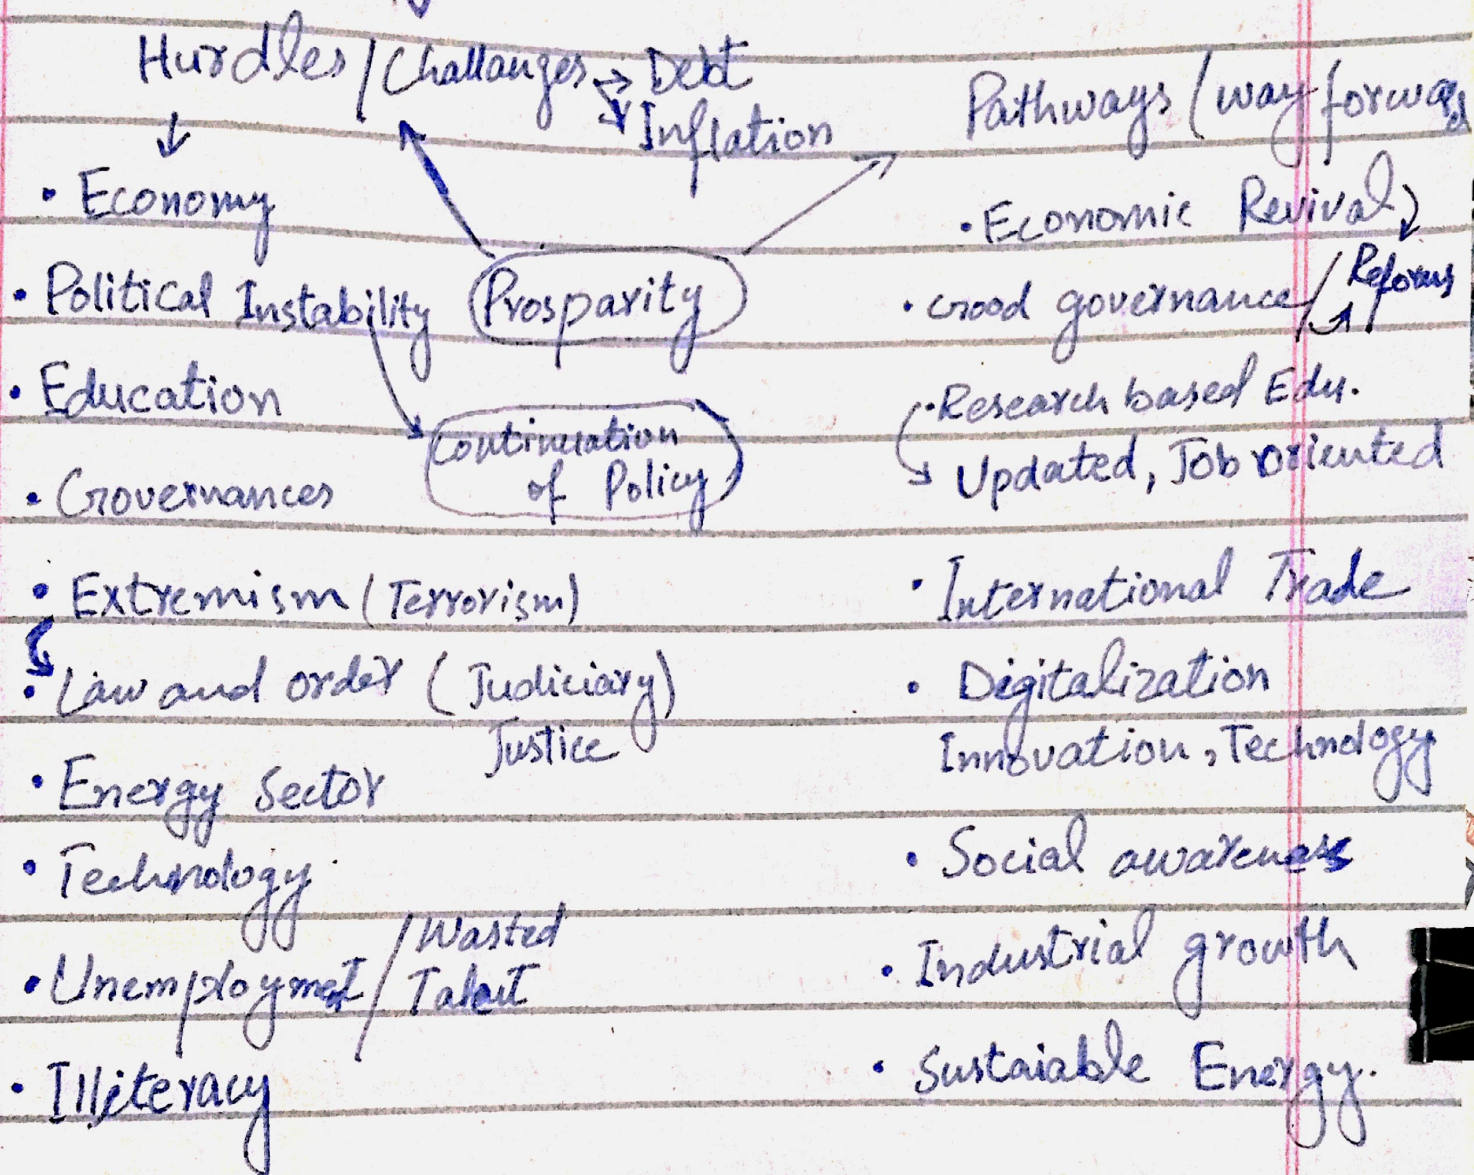 Hurdles / Challanges → Debt
Inflation
Pathways / way forward
• Economy
• Economic Revival
• Political Instability
Prosparity
• Good governance / Reforms
• Education
• Research based Edu.
Continuation
of Policy
Updated, Job oriented
• Governances
• Extremism (Terrorism)
• International Trade
• Law and order (Judiciary)
Justice
• Digitalization
Innovation, Technology
• Energy Sector
• Technology
• Social awareness
• Unemployment / Wasted
Talent
• Industrial growth
• Illiteracy
• Sustaiable Energy.